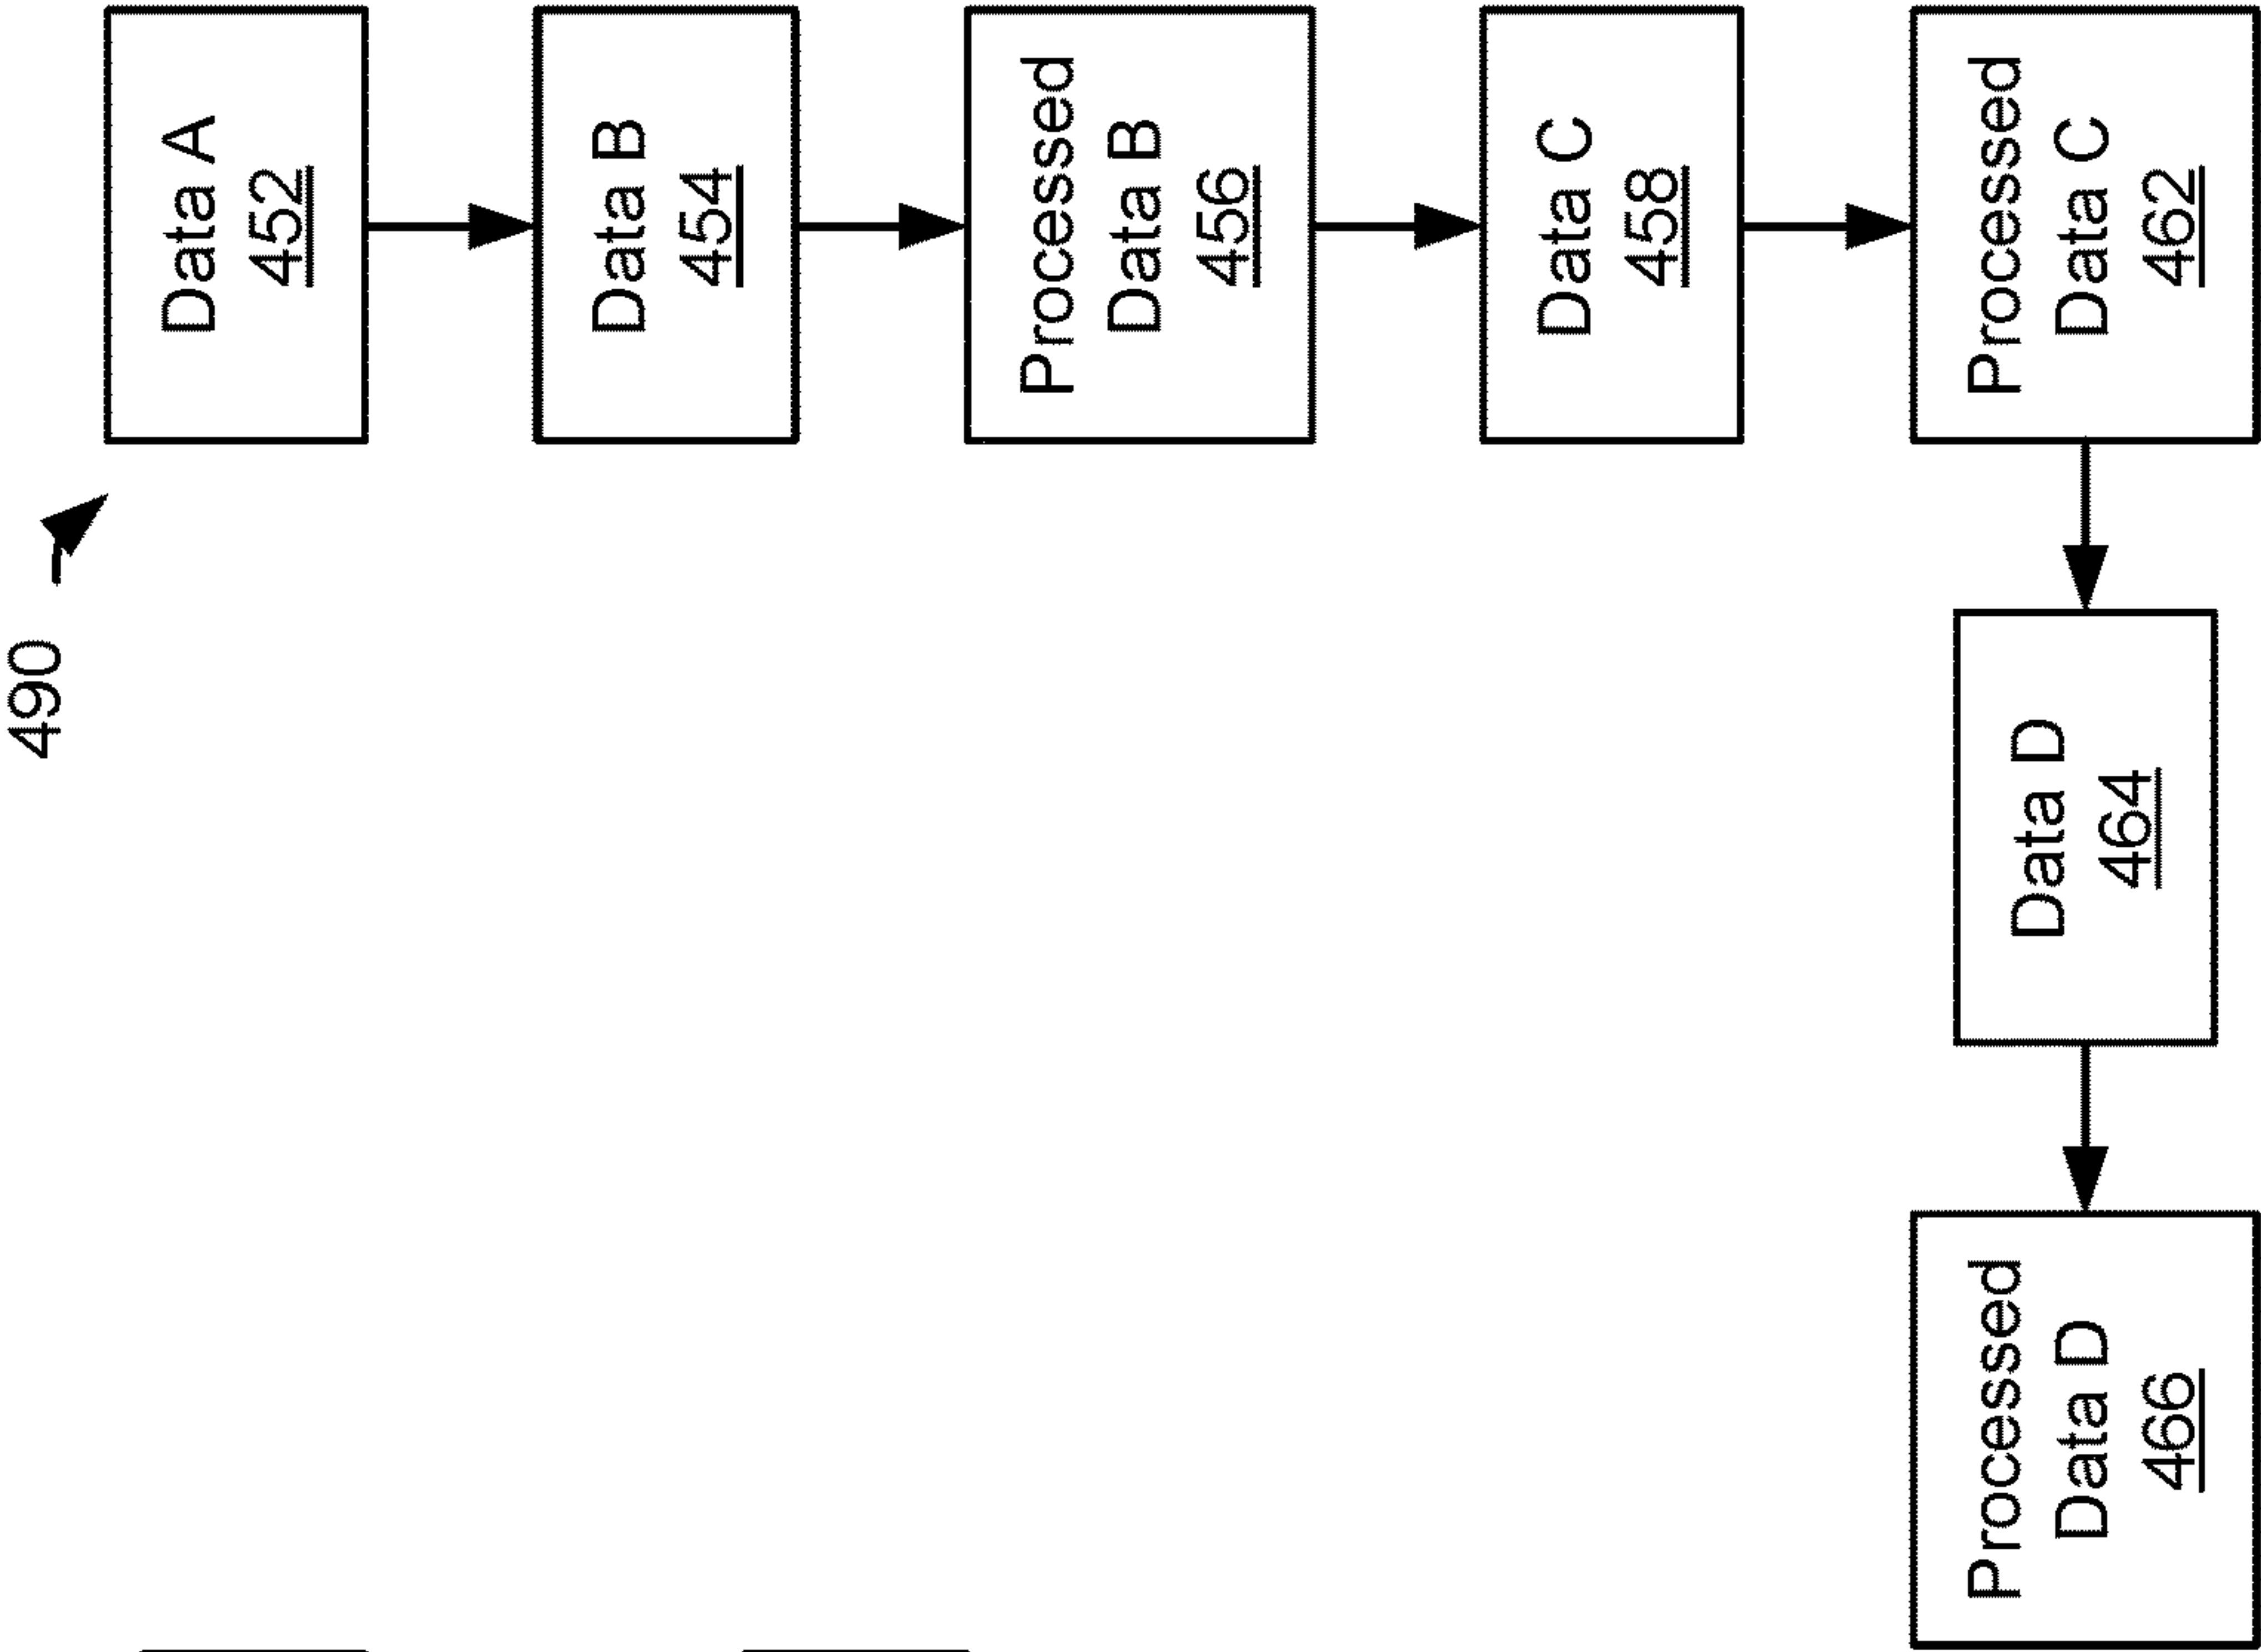 490
Data A
452
Data B
454
Processed
Data B
456
Data C
458
Processed
Data C
462
Data D
464
Processed
Data D
466